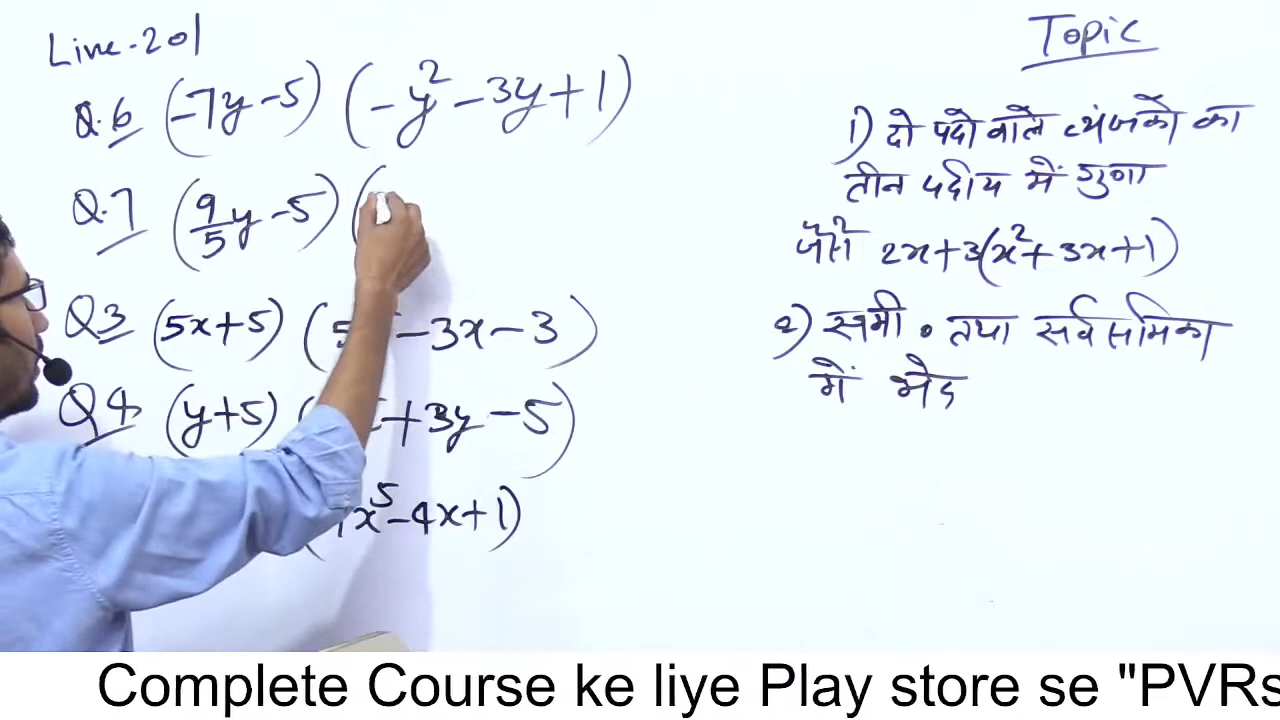 Line-201
Q.6 (-7y-5) (-y²-3y+1)
Q.7 (9/5y-5) (
Q3 (5x+5) (5 -3x-3)
Q4 (y+5) ( +3y-5)
x⁵-4x+1)
Topic
1) दो पदो वाले व्यंजको का
तीन पदीय में गुणा
जैसे 2x+3(x²+3x+1)
2) समी॰ तथा सर्वसमिका
में भेद
Complete Course ke liye Play store se "PVRs